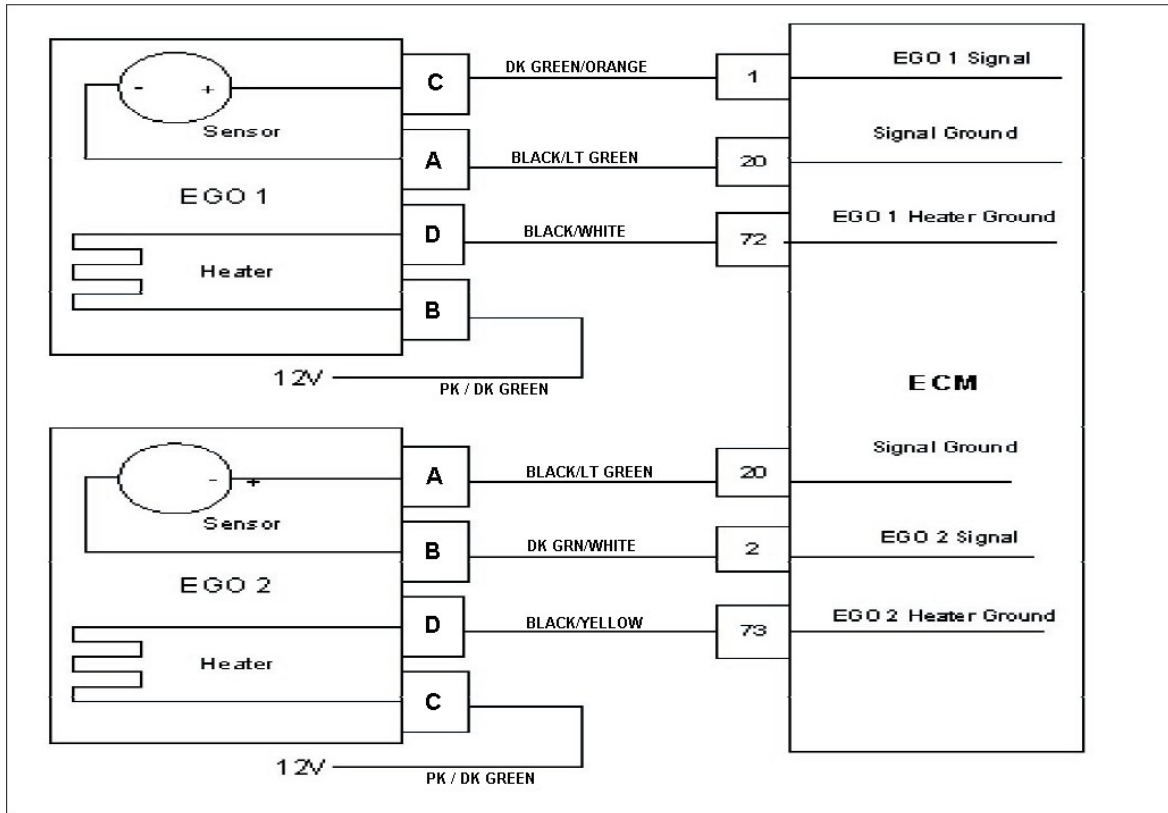 C
DK GREEN/ORANGE
1
EGO 1 Signal
- +
Sensor
A
BLACK/LT GREEN
20
Signal Ground
EGO 1
D
BLACK/WHITE
72
EGO 1 Heater Ground
Heater
B
12V
PK / DK GREEN
ECM
A
BLACK/LT GREEN
20
Signal Ground
- +
Sensor
B
DK GRN/WHITE
2
EGO 2 Signal
EGO 2
D
BLACK/YELLOW
73
EGO 2 Heater Ground
Heater
C
12V
PK / DK GREEN